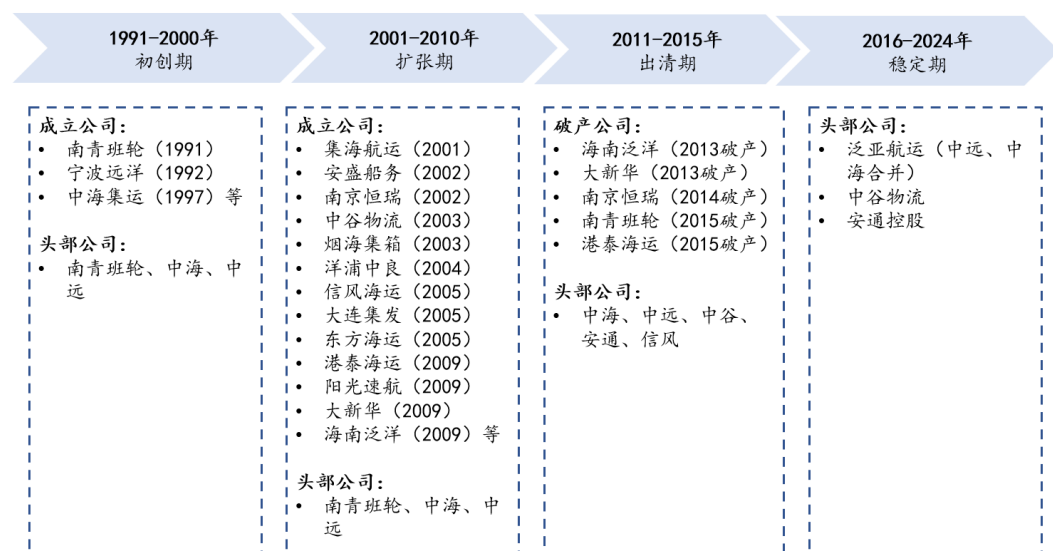 1991-2000年
初创期
2001-2010年
扩张期
2011-2015年
出清期
2016-2024年
稳定期
成立公司：
• 南青班轮（1991）
• 宁波远洋（1992）
• 中海集运（1997）等
头部公司：
• 南青班轮、中海、中
远
成立公司：
• 集海航运（2001）
• 安盛船务（2002）
• 南京恒瑞（2002）
• 中谷物流（2003）
• 烟海集箱（2003）
• 洋浦中良（2004）
• 信风海运（2005）
• 大连集发（2005）
• 东方海运（2005）
• 港泰海运（2009）
• 阳光速航（2009）
• 大新华（2009）
• 海南泛洋（2009）等
头部公司：
• 南青班轮、中海、中
远
破产公司：
• 海南泛洋（2013破产）
• 大新华（2013破产）
• 南京恒瑞（2014破产）
• 南青班轮（2015破产）
• 港泰海运（2015破产）
头部公司：
• 中海、中远、中谷、
安通、信风
头部公司：
• 泛亚航运（中远、中
海合并）
• 中谷物流
• 安通控股